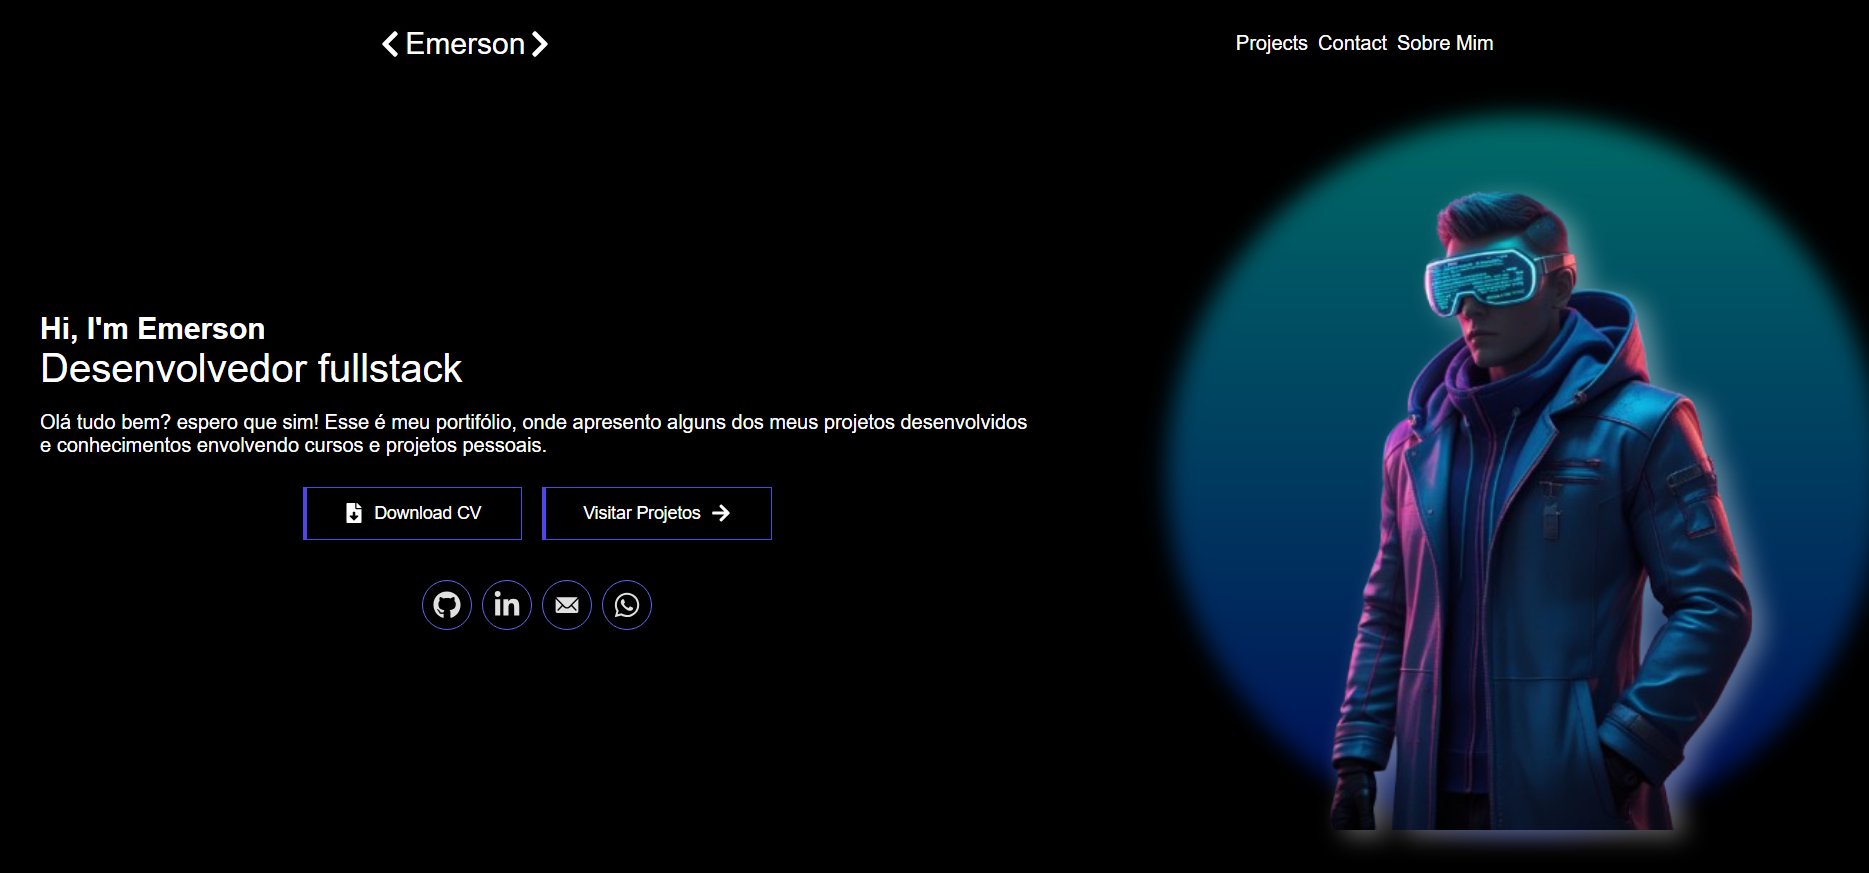 Emerson
Projects Contact Sobre Mim
Hi, I'm Emerson
Desenvolvedor fullstack
Olá tudo bem? espero que sim! Esse é meu portifólio, onde apresento alguns dos meus projetos desenvolvidos
e conhecimentos envolvendo cursos e projetos pessoais.
Download CV
Visitar Projetos
in